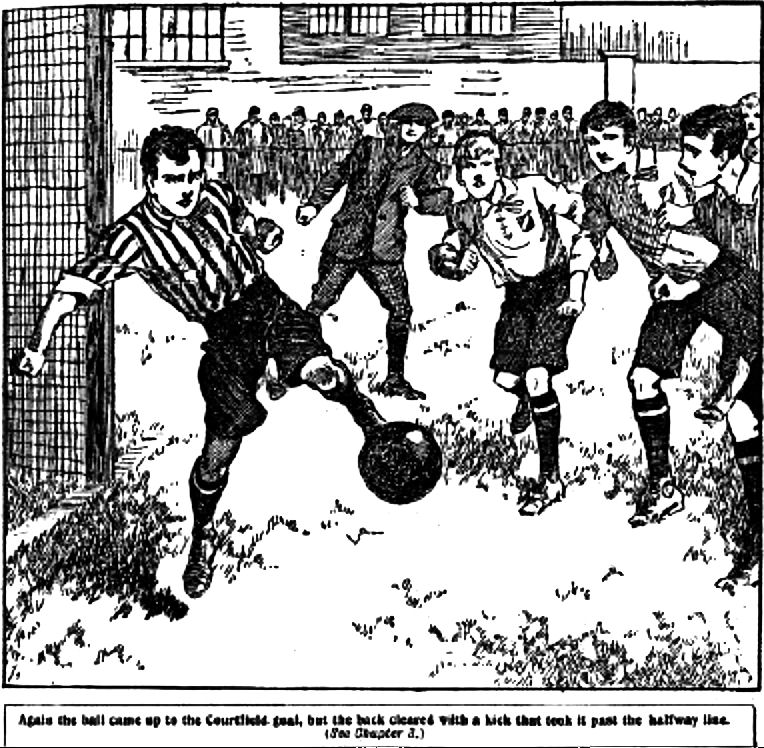 Again the ball came up to the Courtfield goal, but the back cleared with a kick that took it past the halfway line.
(See Chapter 3.)